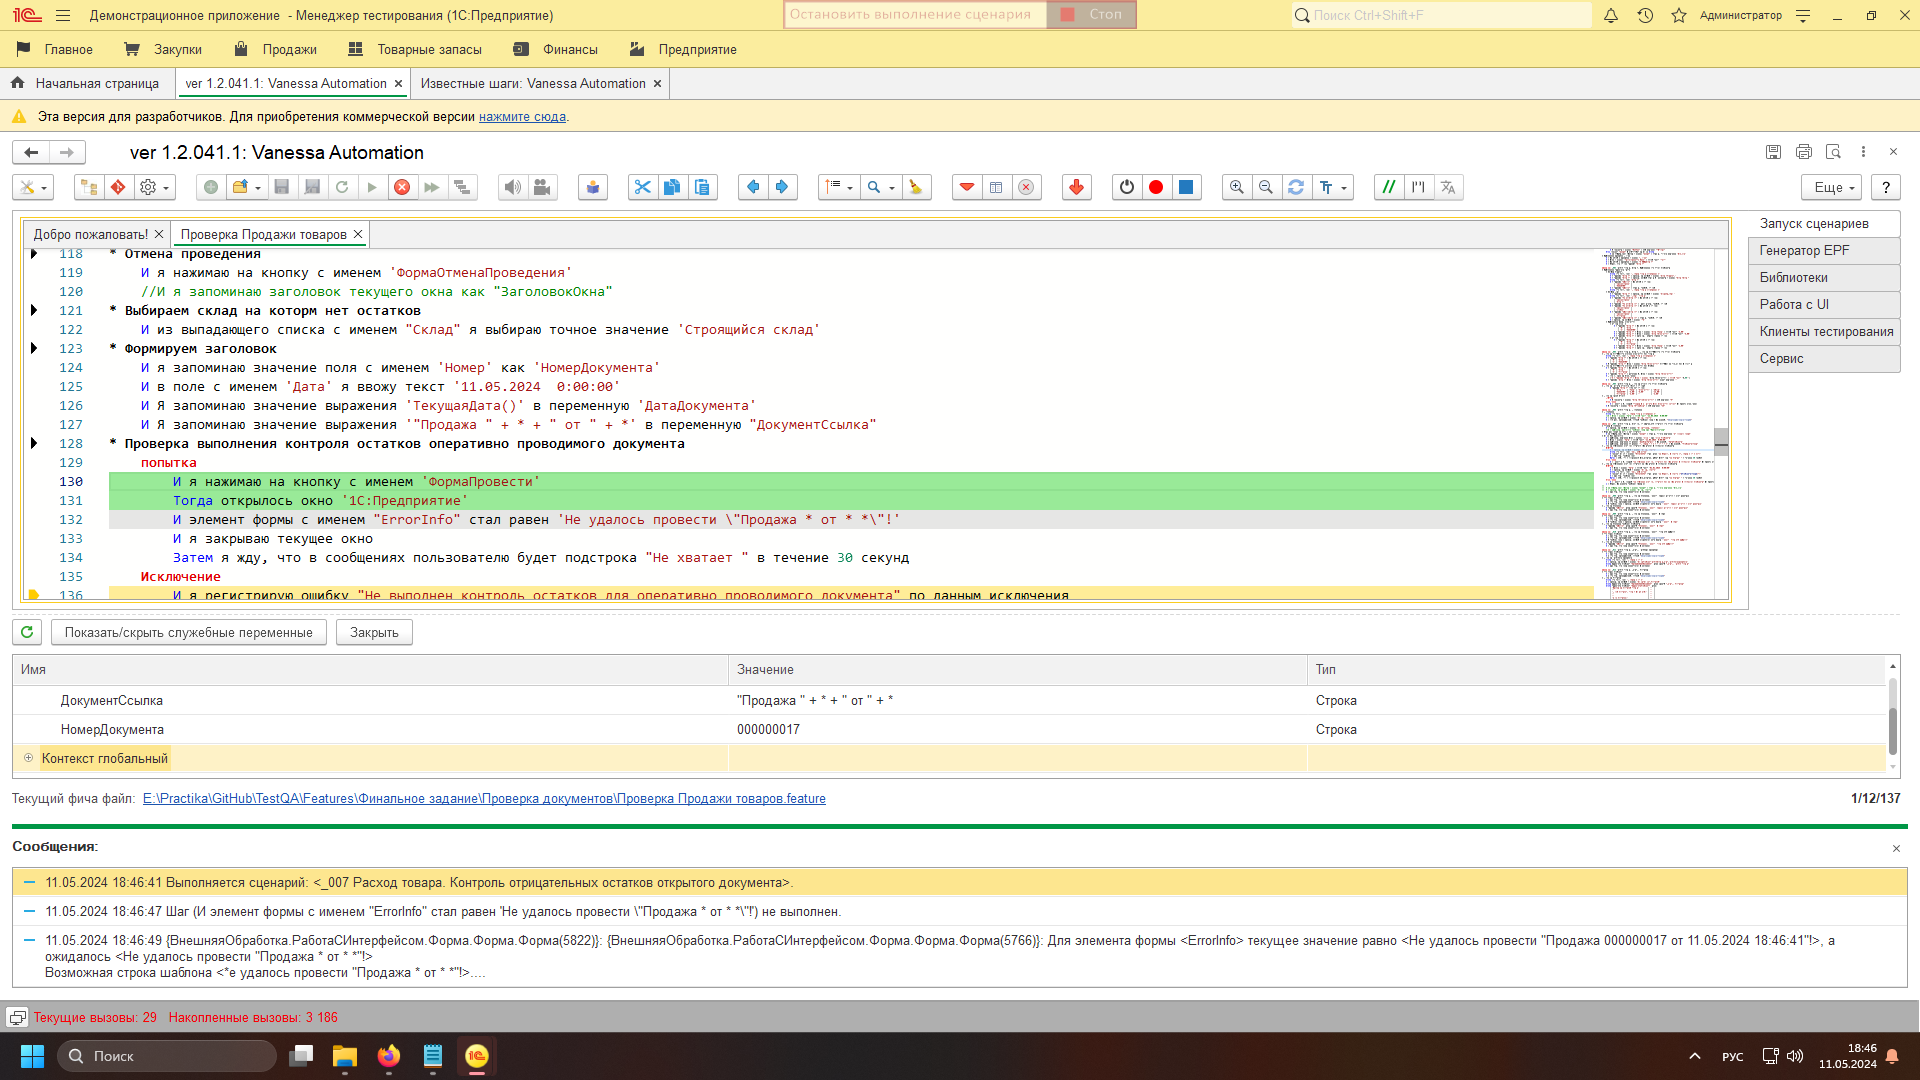 Демонстрационное приложение - Менеджер тестирования (1С:Предприятие)
Остановить выполнение сценария Стоп
Поиск Ctrl+Shift+F
Администратор
Главное Закупки Продажи Товарные запасы Финансы Предприятие
Начальная страница ver 1.2.041.1: Vanessa Automation Известные шаги: Vanessa Automation
Эта версия для разработчиков. Для приобретения коммерческой версии нажмите сюда.
ver 1.2.041.1: Vanessa Automation
Еще ?
Добро пожаловать! Проверка Продажи товаров
118 * Отмена проведения
119 И я нажимаю на кнопку с именем 'ФормаОтменаПроведения'
120 //И я запоминаю заголовок текущего окна как "ЗаголовокОкна"
121 * Выбираем склад на которм нет остатков
122 И из выпадающего списка с именем "Склад" я выбираю точное значение 'Строящийся склад'
123 * Формируем заголовок
124 И я запоминаю значение поля с именем 'Номер' как 'НомерДокумента'
125 И в поле с именем 'Дата' я ввожу текст '11.05.2024  0:00:00'
126 И Я запоминаю значение выражения 'ТекущаяДата()' в переменную 'ДатаДокумента'
127 И Я запоминаю значение выражения '"Продажа " + * + " от " + *' в переменную "ДокументСсылка"
128 * Проверка выполнения контроля остатков оперативно проводимого документа
129 попытка
130 И я нажимаю на кнопку с именем 'ФормаПровести'
131 Тогда открылось окно '1С:Предприятие'
132 И элемент формы с именем "ErrorInfo" стал равен 'Не удалось провести \"Продажа * от * *\"!'
133 И я закрываю текущее окно
134 Затем я жду, что в сообщениях пользователю будет подстрока "Не хватает " в течение 30 секунд
135 Исключение
136 И я регистрирую ошибку "Не выполнен контроль остатков для оперативно проводимого документа" по данным исключения
Запуск сценариев
Генератор EPF
Библиотеки
Работа с UI
Клиенты тестирования
Сервис
Показать/скрыть служебные переменные Закрыть
Имя Значение Тип
ДокументСсылка "Продажа " + * + " от " + * Строка
НомерДокумента 000000017 Строка
Контекст глобальный
Текущий фича файл: E:\Practika\GitHub\TestQA\Features\Финальное задание\Проверка документов\Проверка Продажи товаров.feature 1/12/137
Сообщения:
11.05.2024 18:46:41 Выполняется сценарий: <_007 Расход товара. Контроль отрицательных остатков открытого документа>.
11.05.2024 18:46:47 Шаг (И элемент формы с именем "ErrorInfo" стал равен 'Не удалось провести \"Продажа * от * *\"!') не выполнен.
11.05.2024 18:46:49 {ВнешняяОбработка.РаботаСИнтерфейсом.Форма.Форма.Форма(5822)}: {ВнешняяОбработка.РаботаСИнтерфейсом.Форма.Форма.Форма(5766)}: Для элемента формы <ErrorInfo> текущее значение равно <Не удалось провести "Продажа 000000017 от 11.05.2024 18:46:41"!>, а
ожидалось <Не удалось провести "Продажа * от * *"!>
Возможная строка шаблона <*е удалось провести "Продажа * от * *"!>....
Текущие вызовы: 29 Накопленные вызовы: 3 186
Поиск
РУС
18:46
11.05.2024